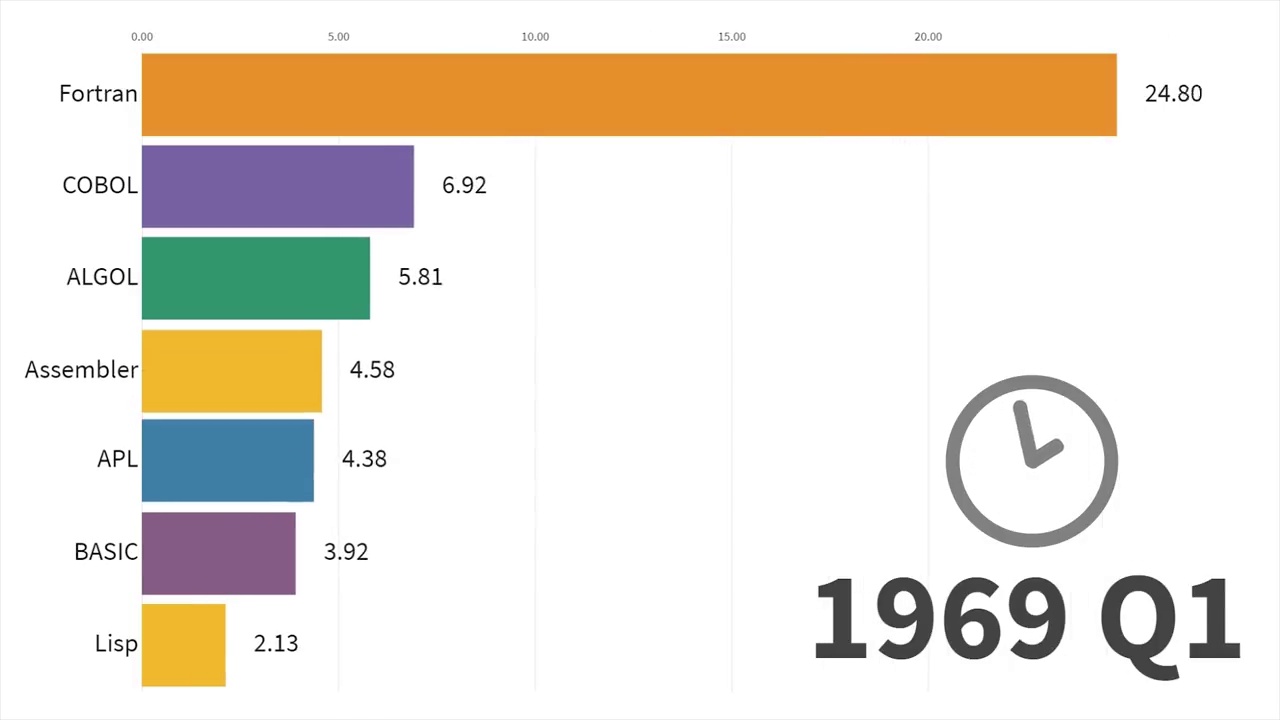 0.00 5.00 10.00 15.00 20.00
Fortran 24.80
COBOL 6.92
ALGOL 5.81
Assembler 4.58
APL 4.38
BASIC 3.92
Lisp 2.13
1969 Q1